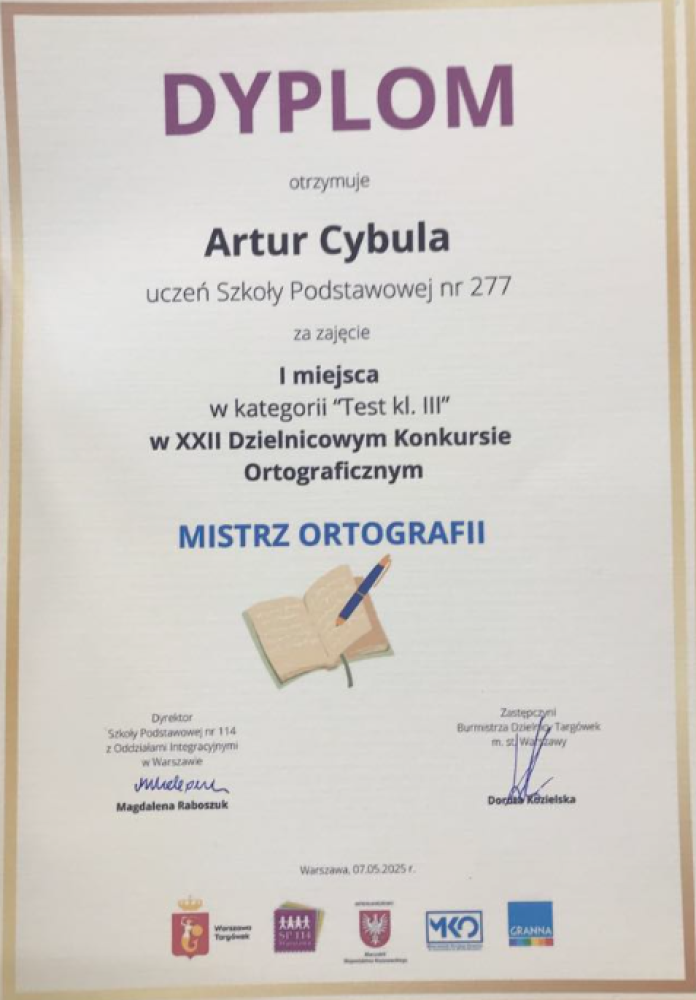 DYPLOM
otrzymuje
Artur Cybula
uczeń Szkoły Podstawowej nr 277
za zajęcie
I miejsca
w kategorii “Test kl. III”
w XXII Dzielnicowym Konkursie
Ortograficznym
MISTRZ ORTOGRAFII
Dyrektor
Szkoły Podstawowej nr 114
z Oddziałami Integracyjnymi
w Warszawie
Magdalena Raboszuk
Zastępczyni
Burmistrza Dzielnicy Targówek
m. st. Warszawy
Dorota Kozielska
Warszawa, 07.05.2025 r.
Warszawa
Targówek
SP 114
MKO
GRANNA